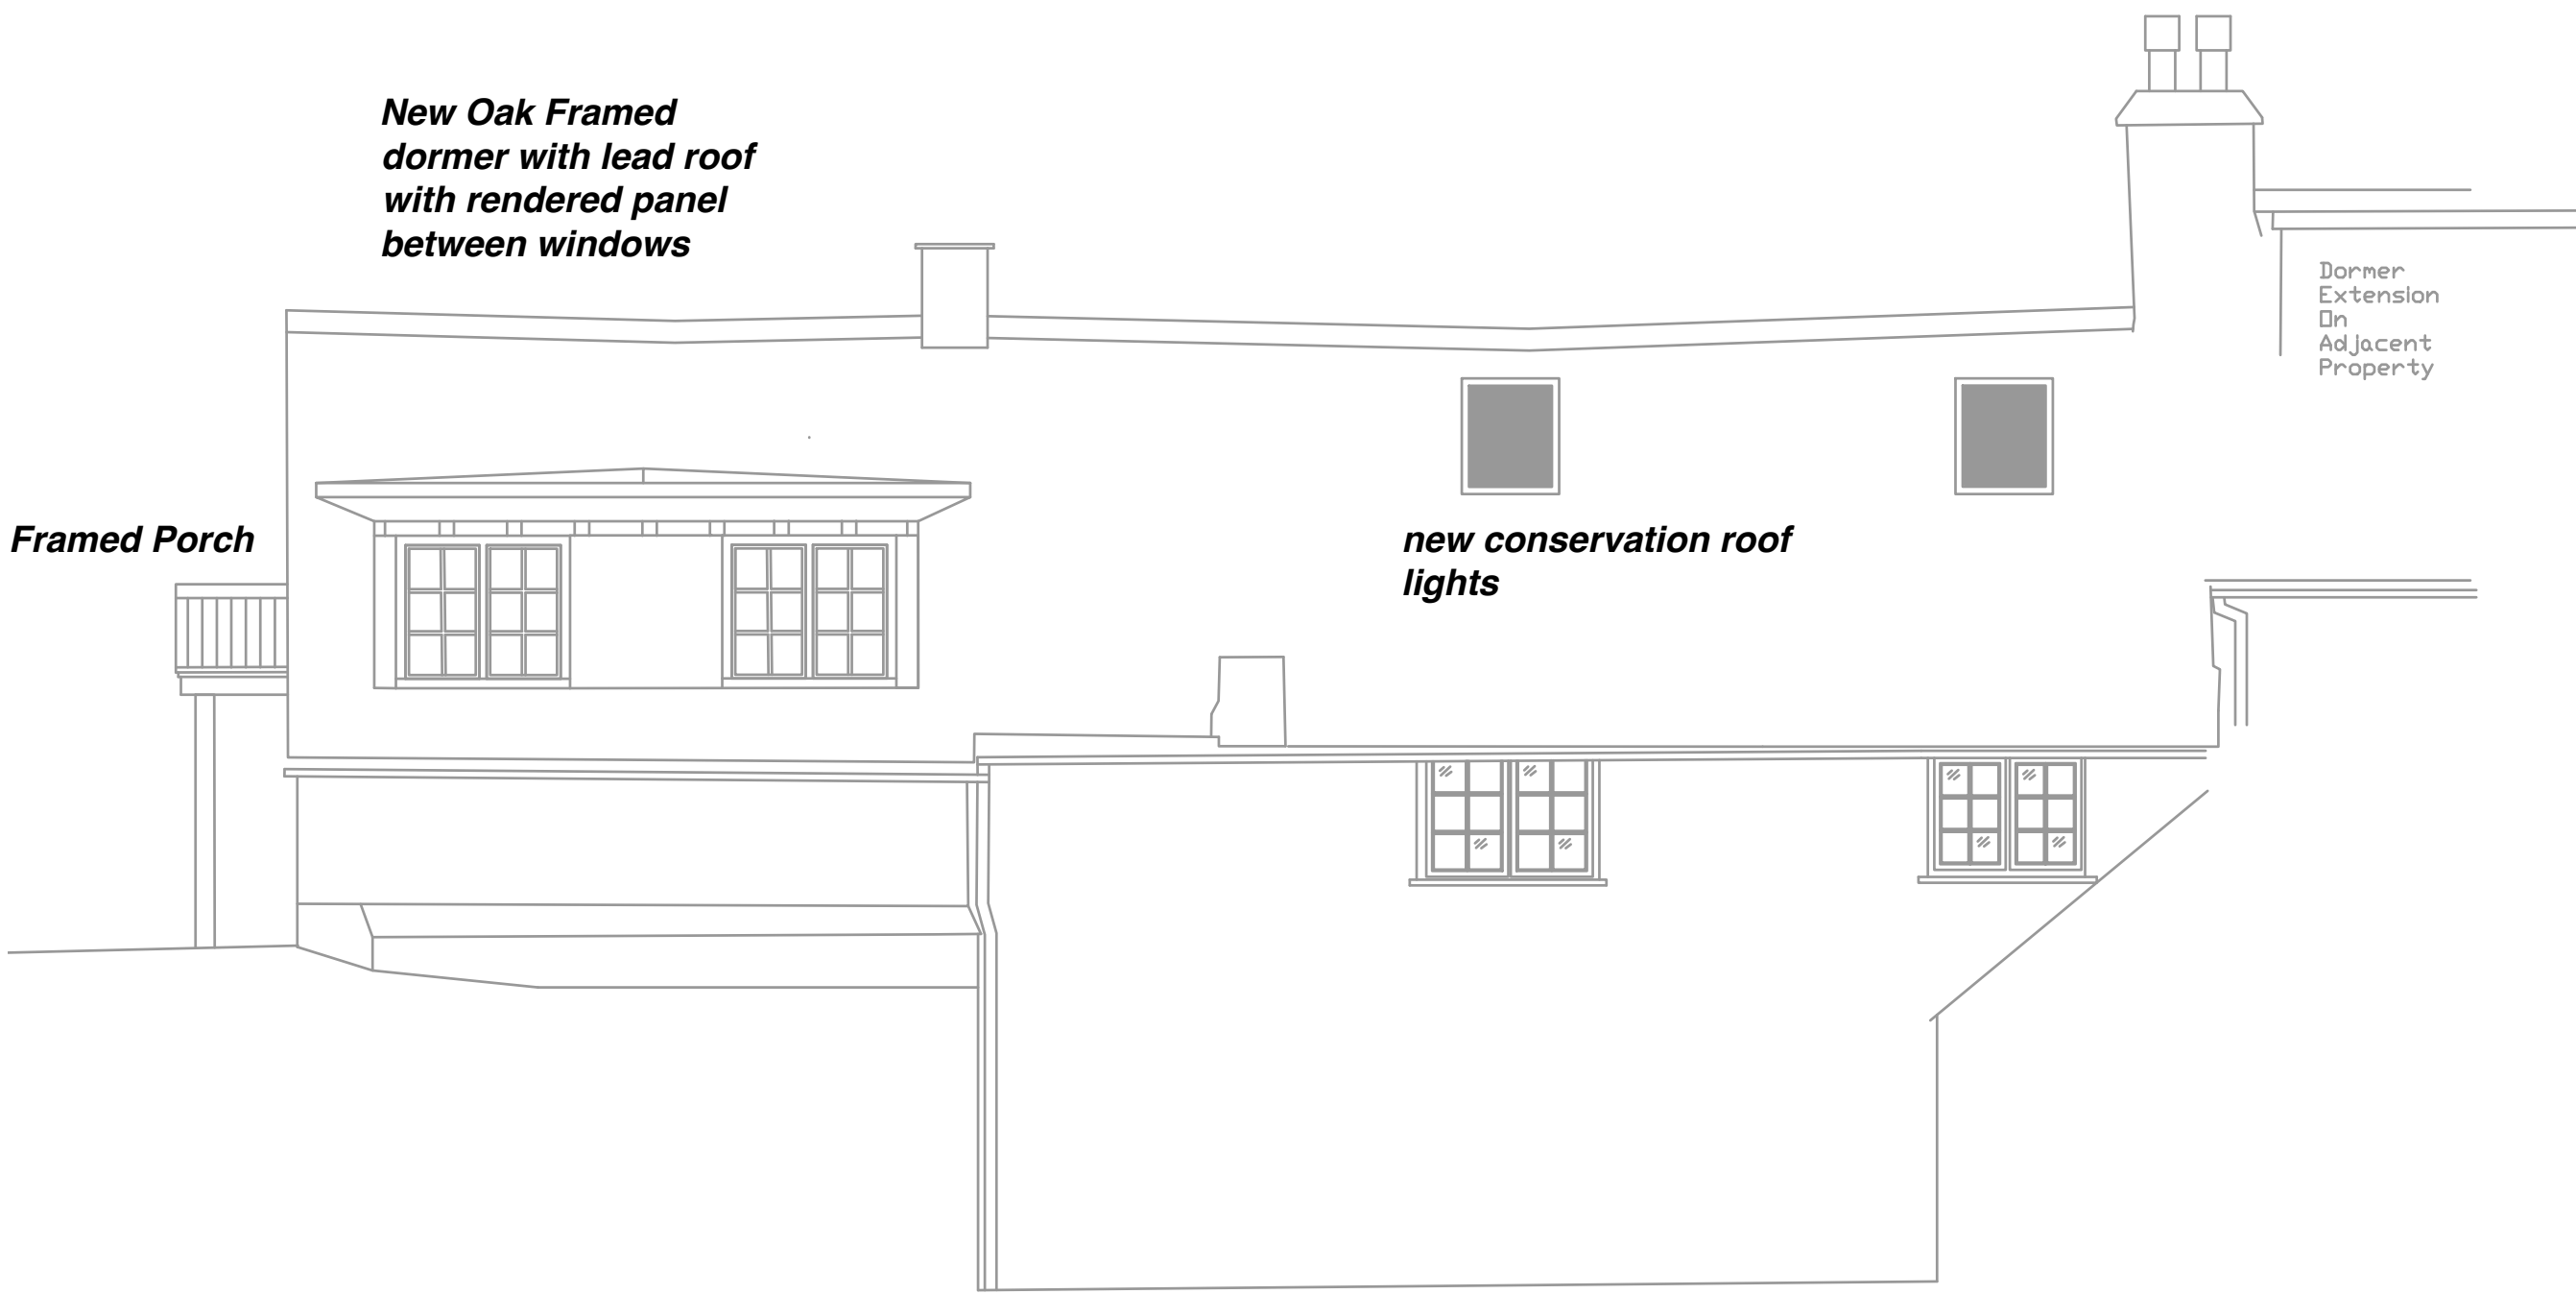 New Oak Framed
dormer with lead roof
with rendered panel
between windows
Dormer
Extension
On
Adjacent
Property
Framed Porch
new conservation roof
lights